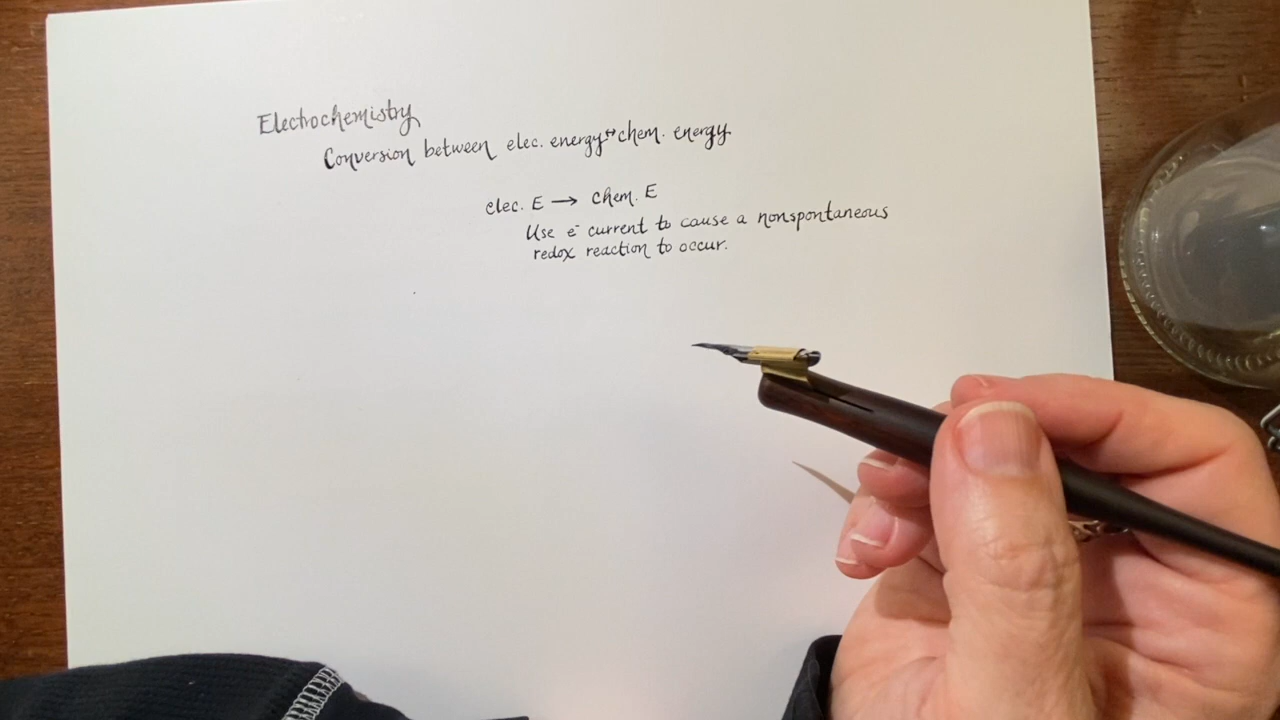 Electrochemistry
Conversion between elec. energy ↔ chem. energy
elec. E → chem. E
Use e⁻ current to cause a nonspontaneous
redox reaction to occur.